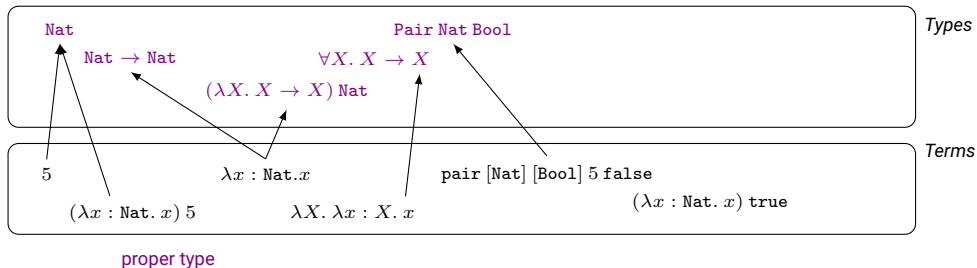 Types
Nat
Pair Nat Bool
Nat → Nat
∀X. X → X
(λX. X → X) Nat
Terms
5
λx : Nat.x
pair [Nat] [Bool] 5 false
(λx : Nat. x) true
(λx : Nat. x) 5
λX. λx : X. x
proper type